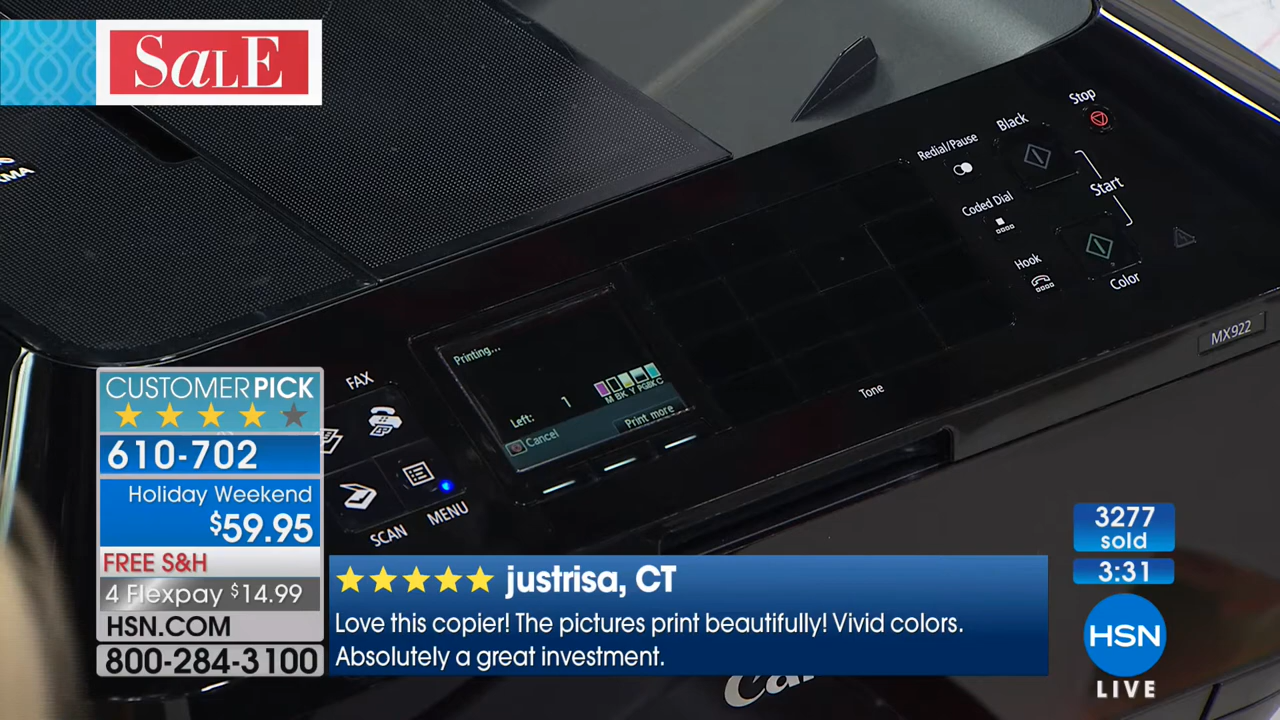 SaLE
MA
Stop
Black
Redial/Pause
Start
Coded Dial
Hook
Color
MX922
Printing...
M BK Y PGBK C
Left: 1
Print more
Cancel
Tone
FAX
SCAN
MENU
CUSTOMER PICK
610-702
Holiday Weekend
$59.95
FREE S&H
4 Flexpay $14.99
HSN.COM
800-284-3100
justrisa, CT
Love this copier! The pictures print beautifully! Vivid colors.
Absolutely a great investment.
3277
sold
3:31
HSN
LIVE